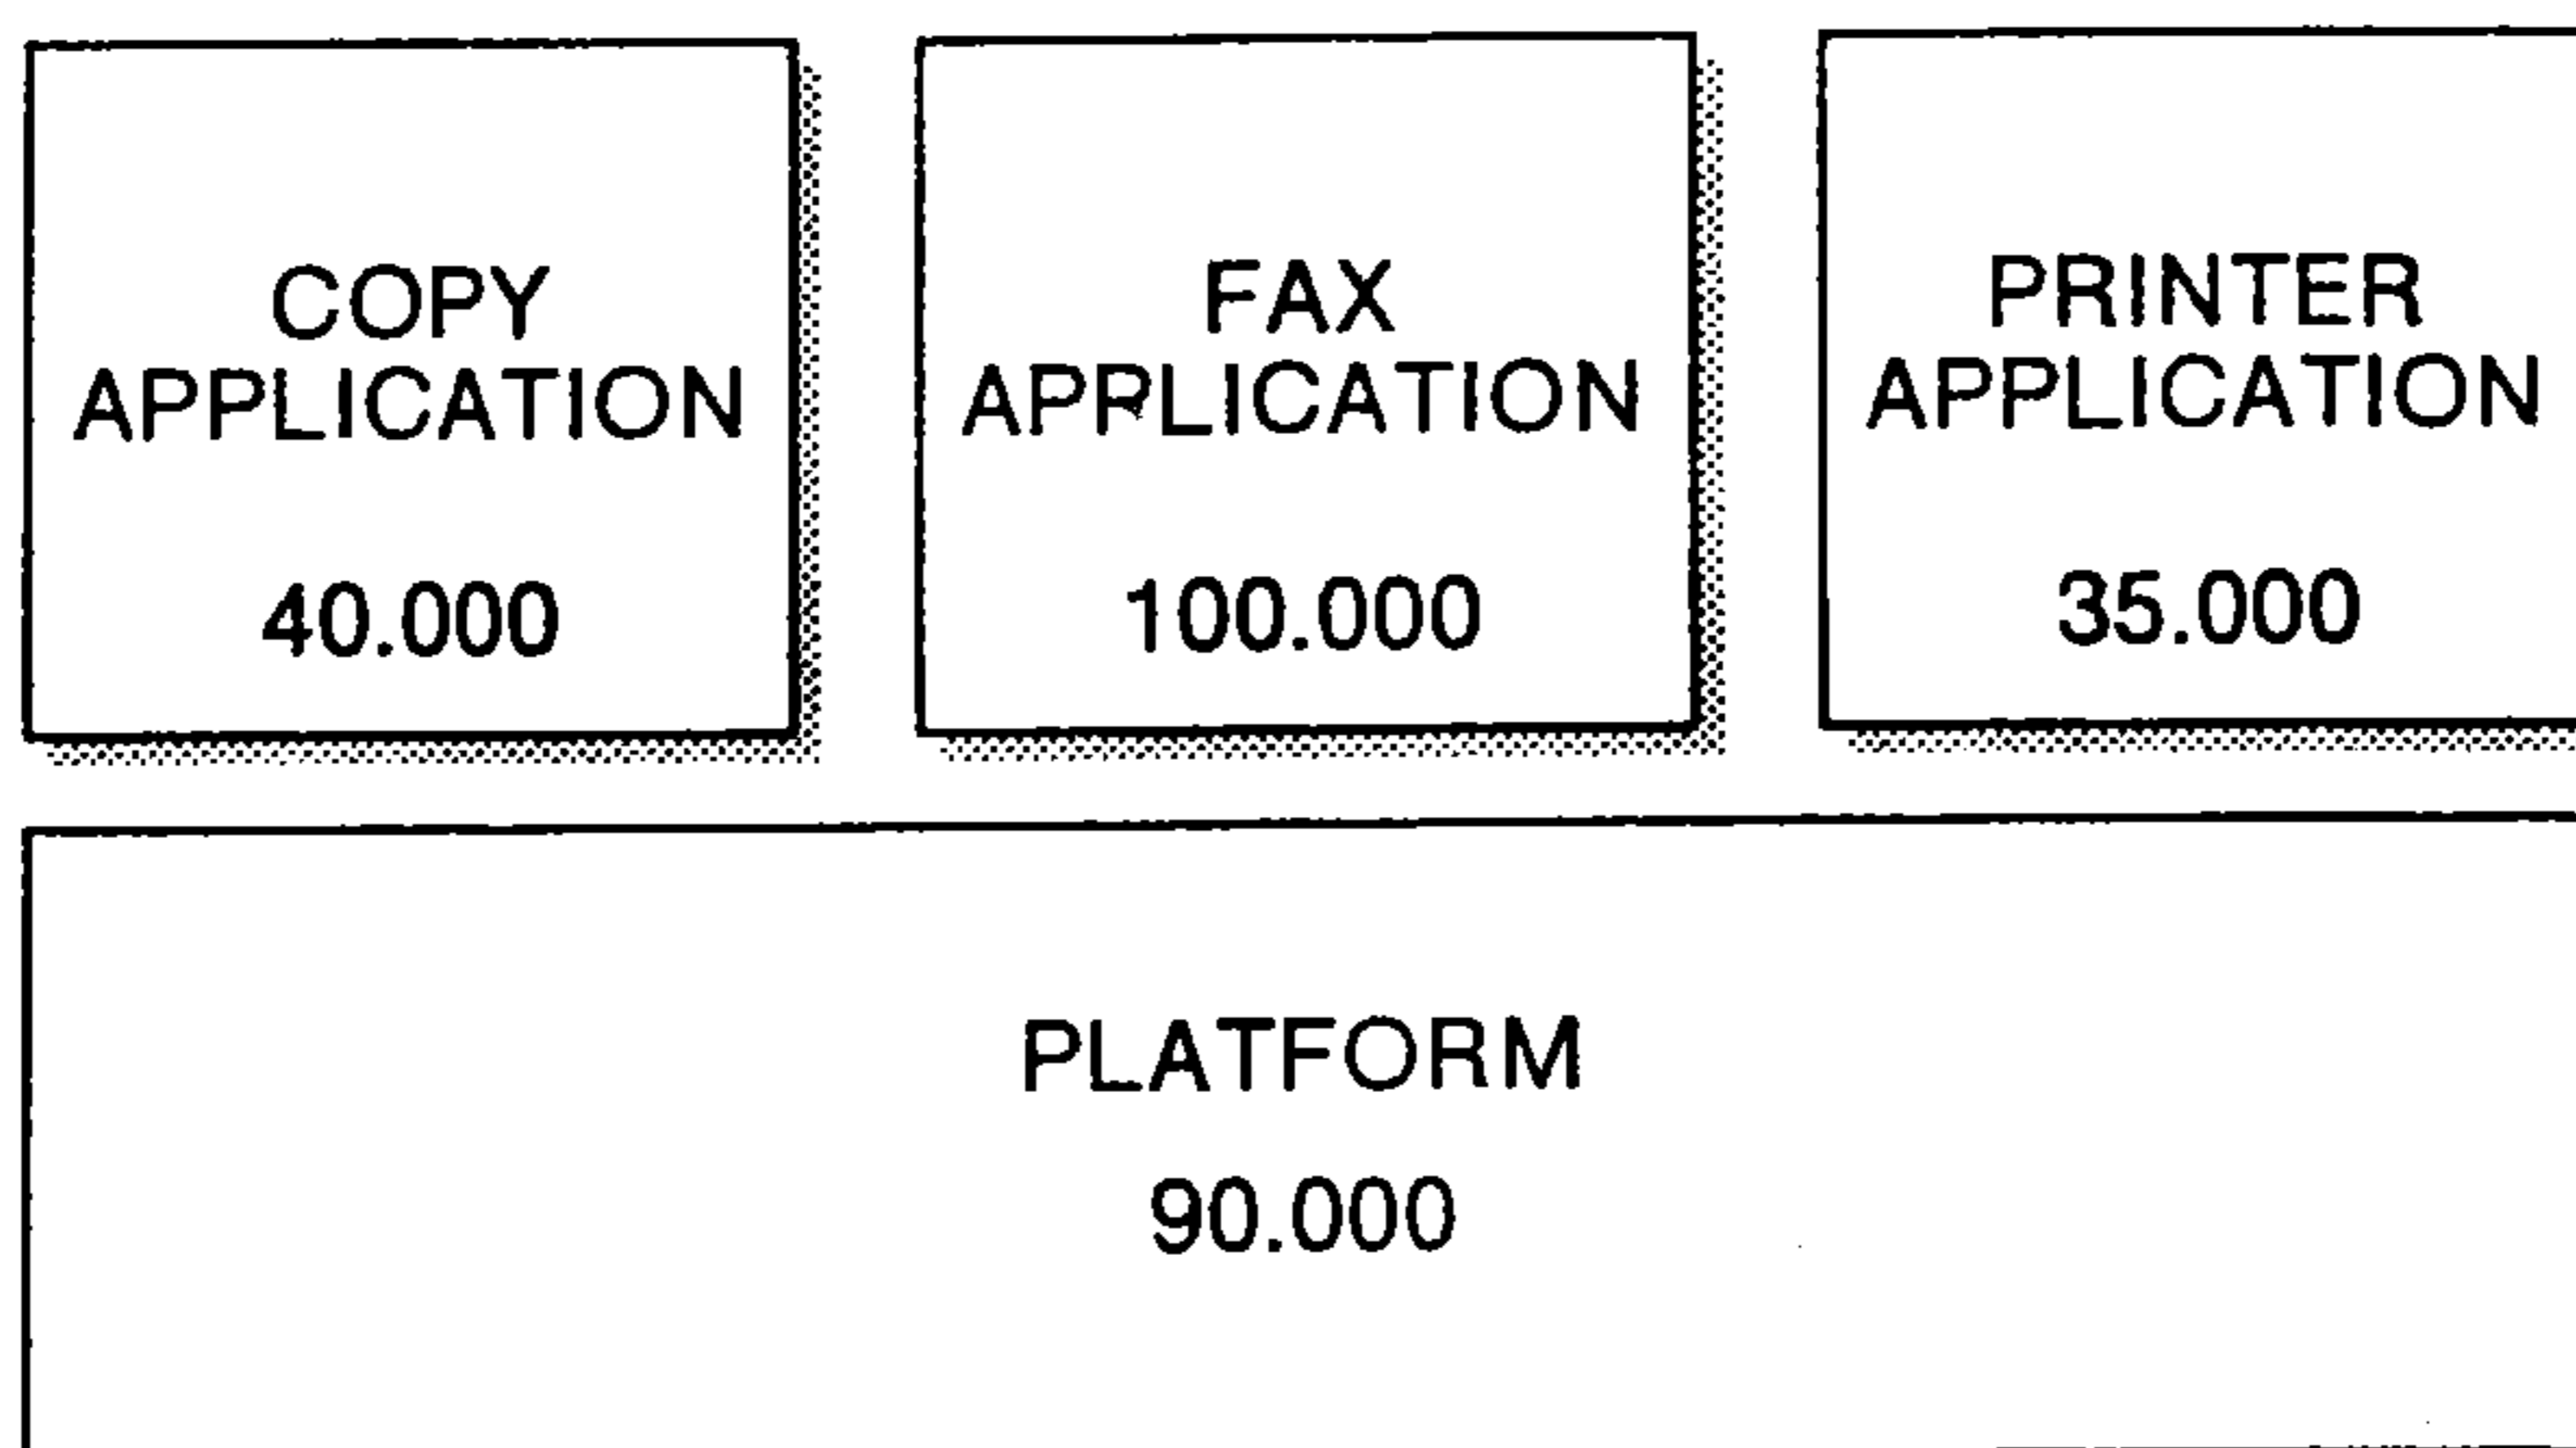 COPY
APPLICATION
40.000
FAX
APPLICATION
100.000
PRINTER
APPLICATION
35.000
PLATFORM
90.000